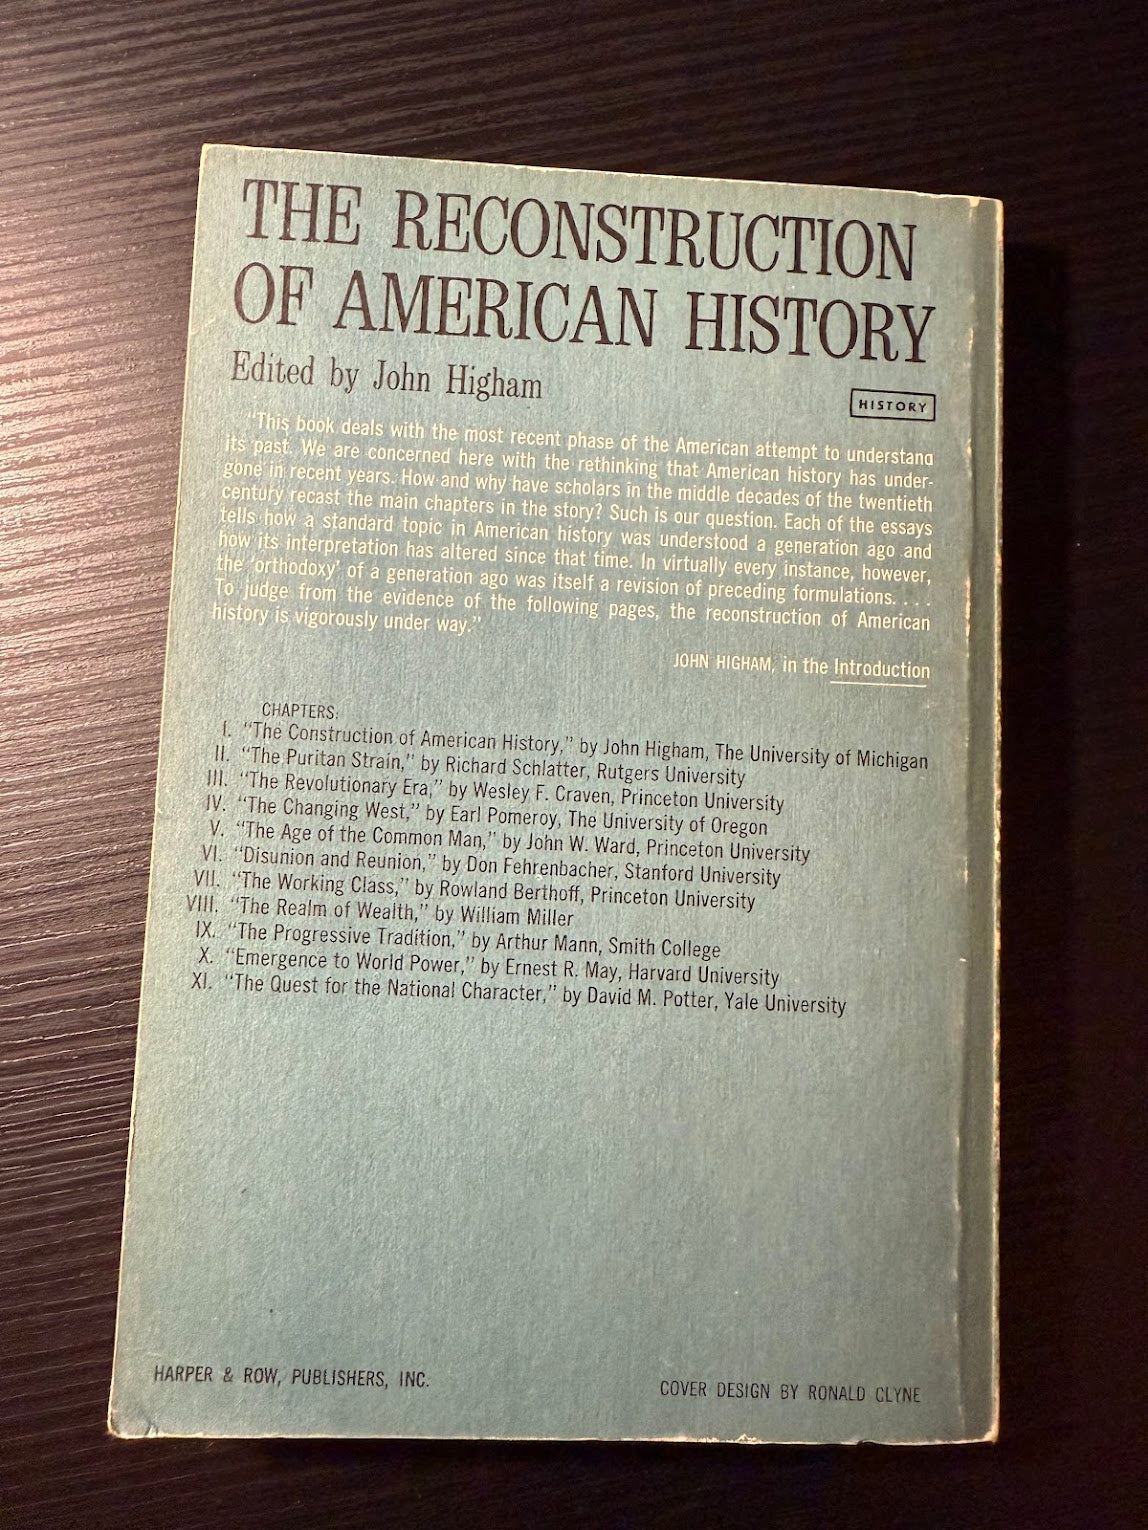 THE RECONSTRUCTION
OF AMERICAN HISTORY
Edited by John Higham
HISTORY
"This book deals with the most recent phase of the American attempt to understand
its past. We are concerned here with the rethinking that American history has under-
gone in recent years. How and why have scholars in the middle decades of the twentieth
century recast the main chapters in the story? Such is our question. Each of the essays
tells how a standard topic in American history was understood a generation ago and
how its interpretation has altered since that time. In virtually every instance, however,
the 'orthodoxy' of a generation ago was itself a revision of preceding formulations. . . .
To judge from the evidence of the following pages, the reconstruction of American
history is vigorously under way."
JOHN HIGHAM, in the Introduction
CHAPTERS:
I. "The Construction of American History," by John Higham, The University of Michigan
II. "The Puritan Strain," by Richard Schlatter, Rutgers University
III. "The Revolutionary Era," by Wesley F. Craven, Princeton University
IV. "The Changing West," by Earl Pomeroy, The University of Oregon
V. "The Age of the Common Man," by John W. Ward, Princeton University
VI. "Disunion and Reunion," by Don Fehrenbacher, Stanford University
VII. "The Working Class," by Rowland Berthoff, Princeton University
VIII. "The Realm of Wealth," by William Miller
IX. "The Progressive Tradition," by Arthur Mann, Smith College
X. "Emergence to World Power," by Ernest R. May, Harvard University
XI. "The Quest for the National Character," by David M. Potter, Yale University
HARPER & ROW, PUBLISHERS, INC.
COVER DESIGN BY RONALD CLYNE